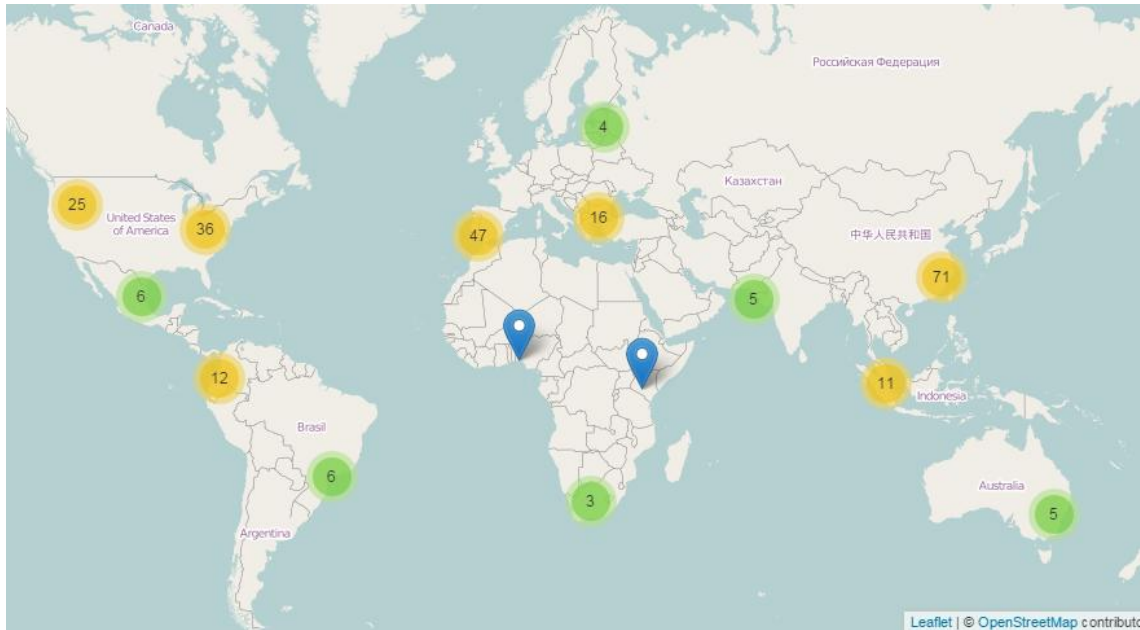 Canada
Российская Федерация
4
Казахстан
25
United States
of America
36
16
47
中华人民共和国
71
6
5
12
11
Indonesia
Brasil
6
3
Australia
5
Argentina
Leaflet | © OpenStreetMap contributo